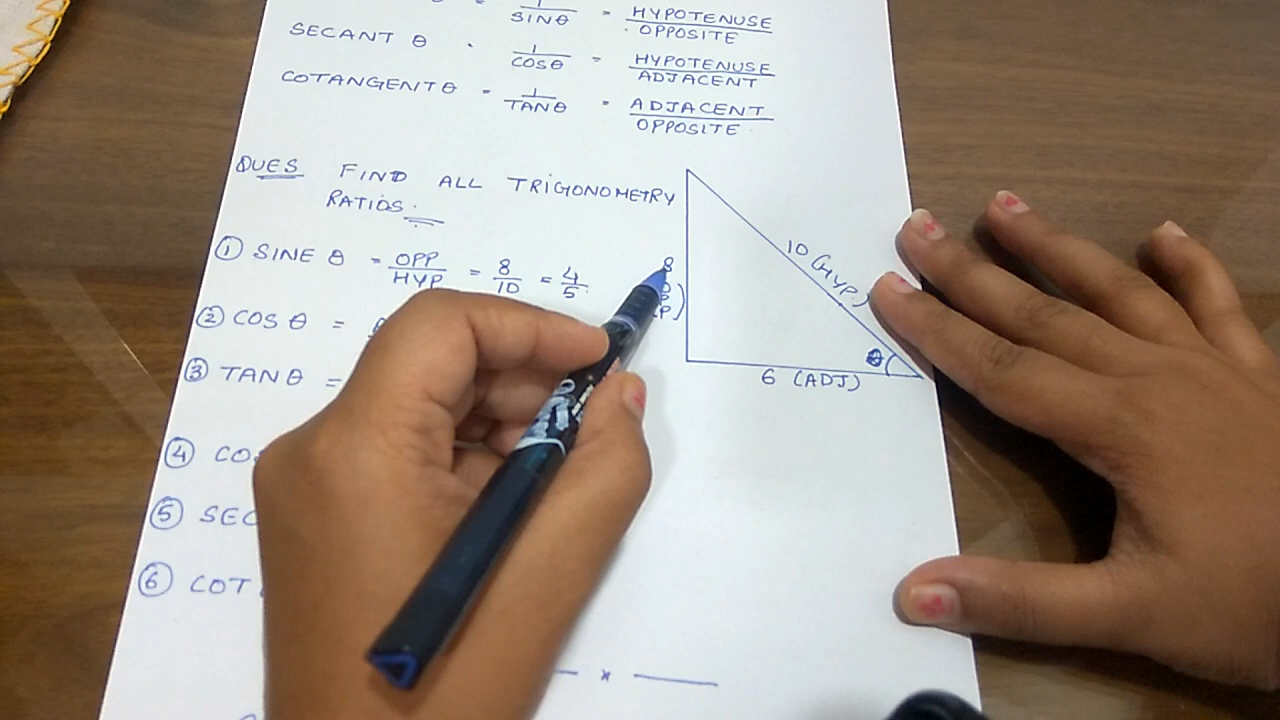 = 1/SINθ = HYPOTENUSE/OPPOSITE
SECANT θ = 1/COSθ = HYPOTENUSE/ADJACENT
COTANGENT θ = 1/TANθ = ADJACENT/OPPOSITE
QUES FIND ALL TRIGONOMETRY
RATIOS.
① SINE θ = OPP/HYP = 8/10 = 4/5
② COS θ =
③ TAN θ =
④
⑤ SEC
⑥ COT
8
10 (HYP)
θ
6 (ADJ)
x